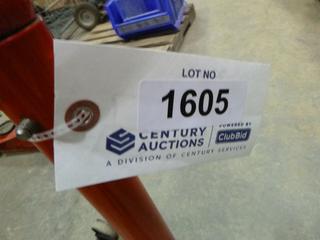 LOT NO
1605
CENTURY AUCTIONS
POWERED BY
ClubBid
A DIVISION OF CENTURY SERVICES